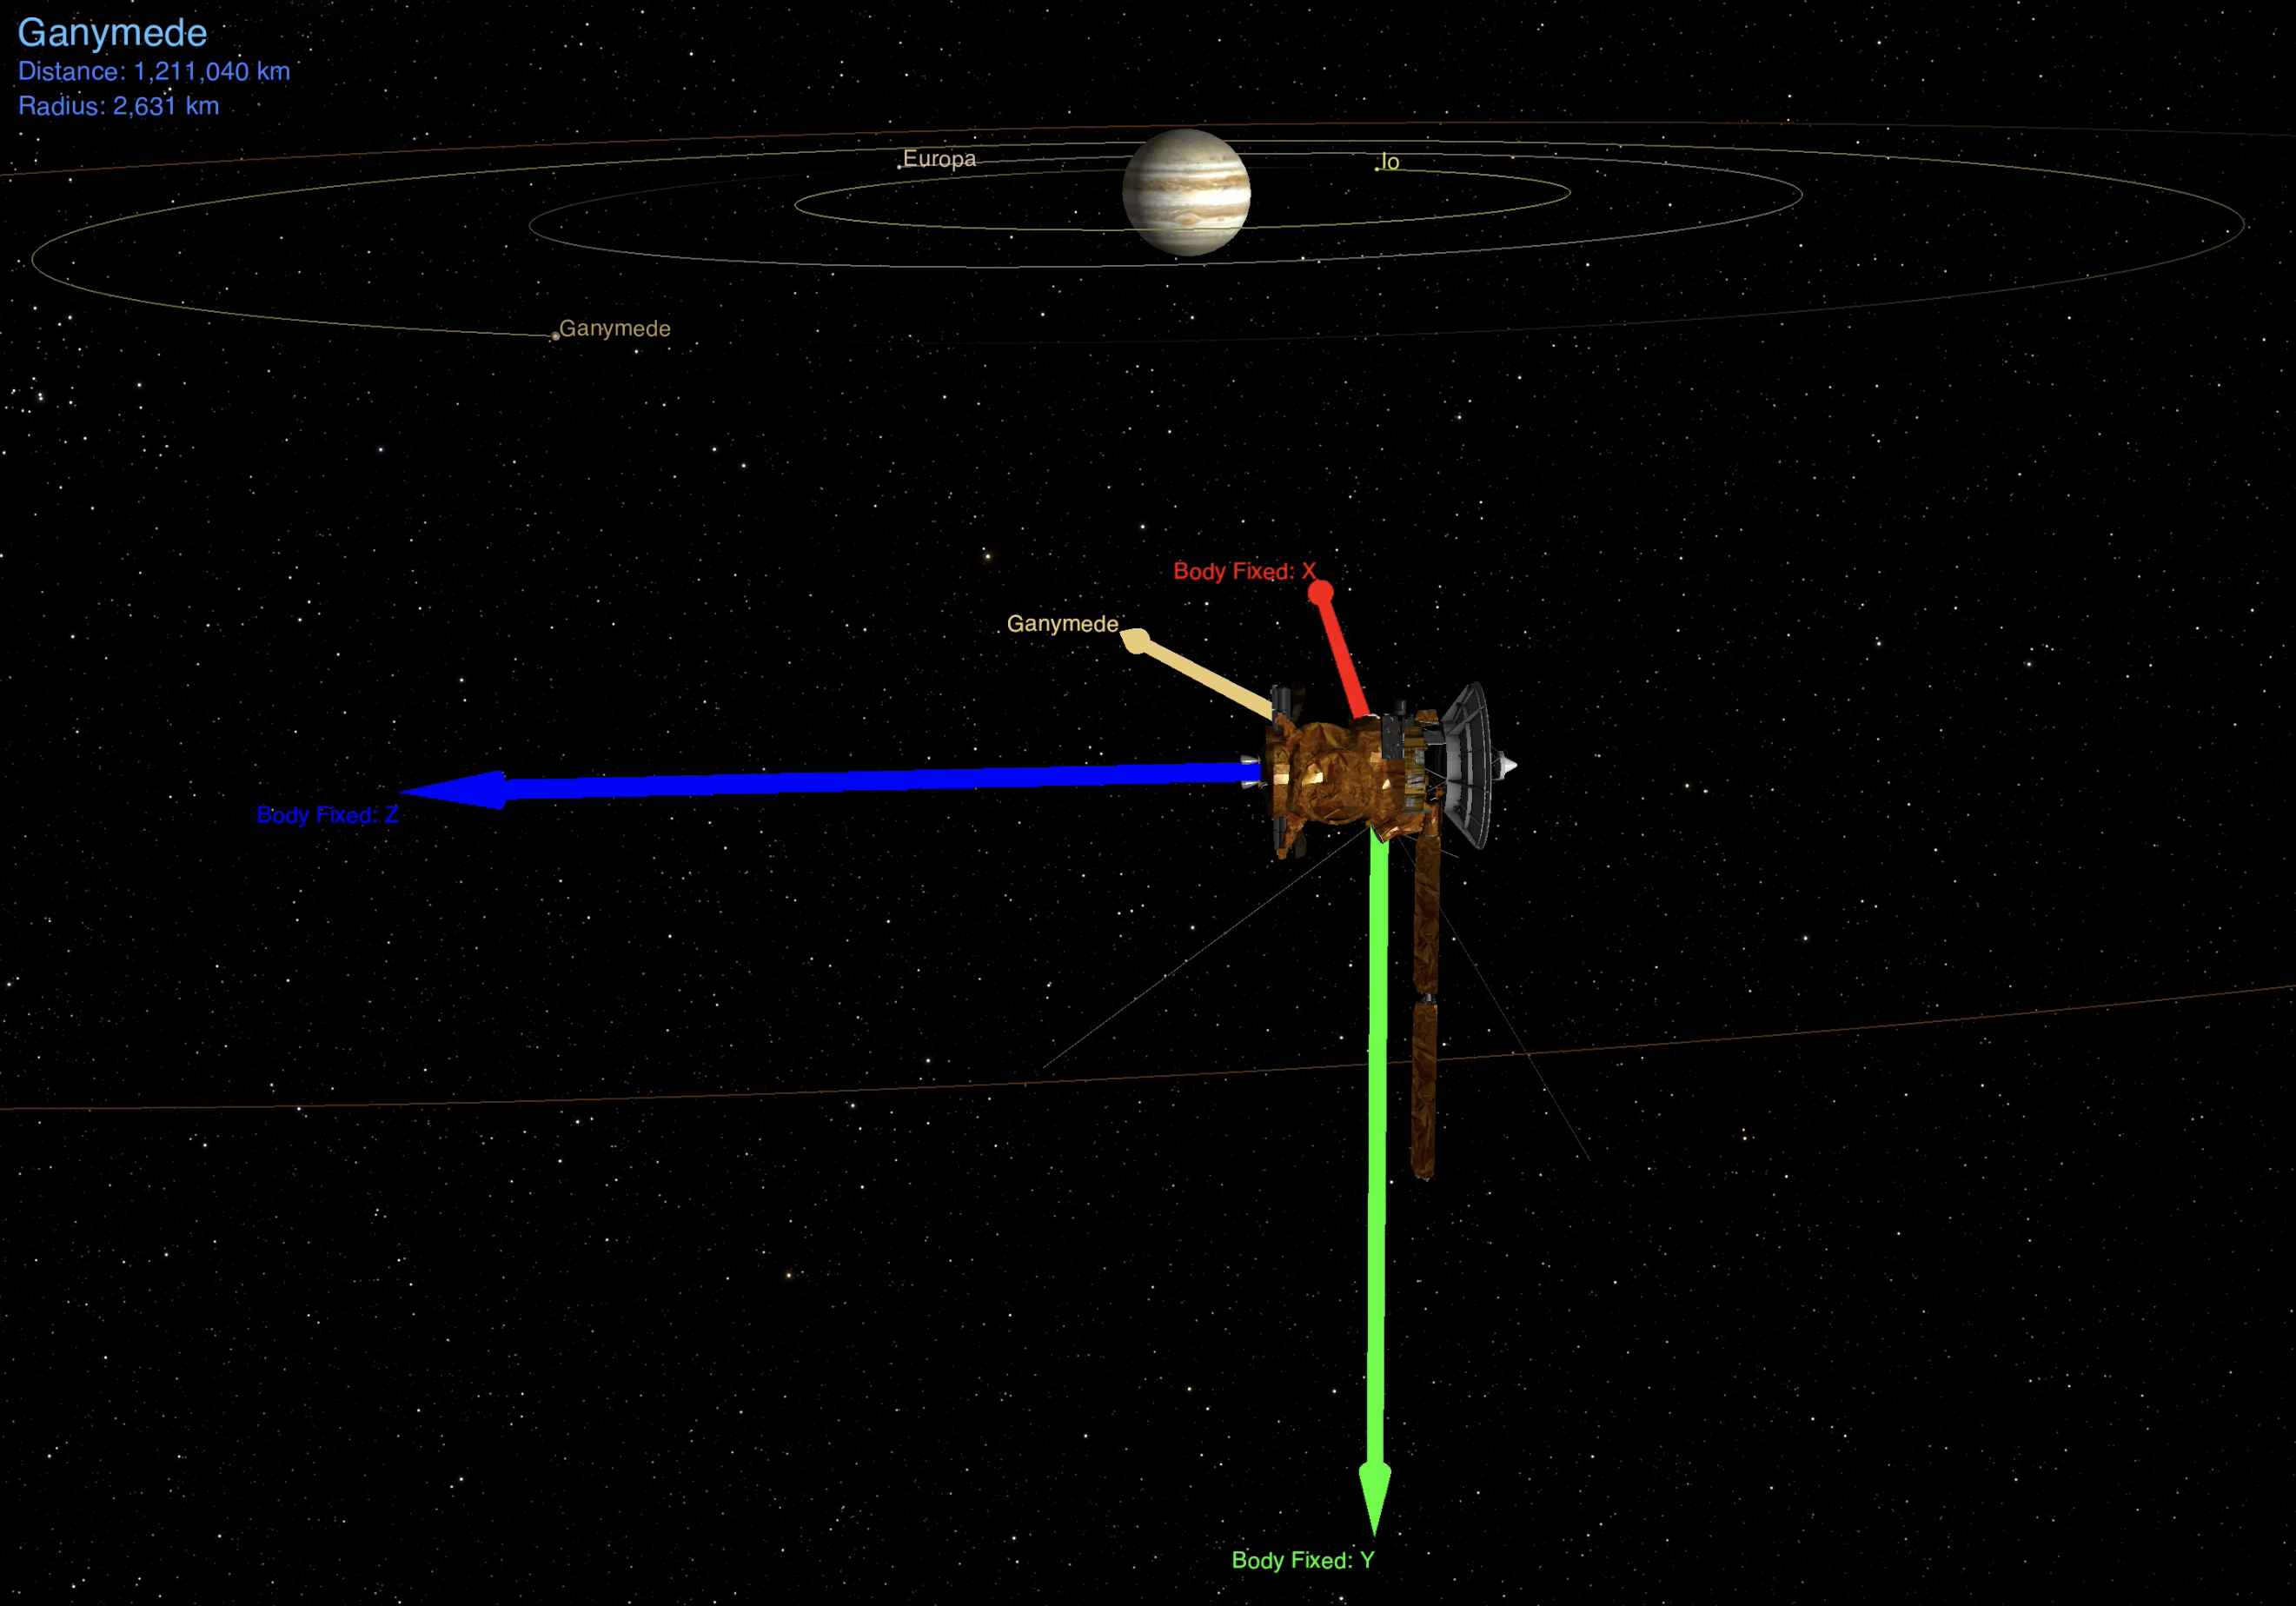 Ganymede
Distance: 1,211,040 km
Radius: 2,631 km
Europa
Io
Ganymede
Body Fixed: X
Ganymede
Body Fixed: Z
Body Fixed: Y